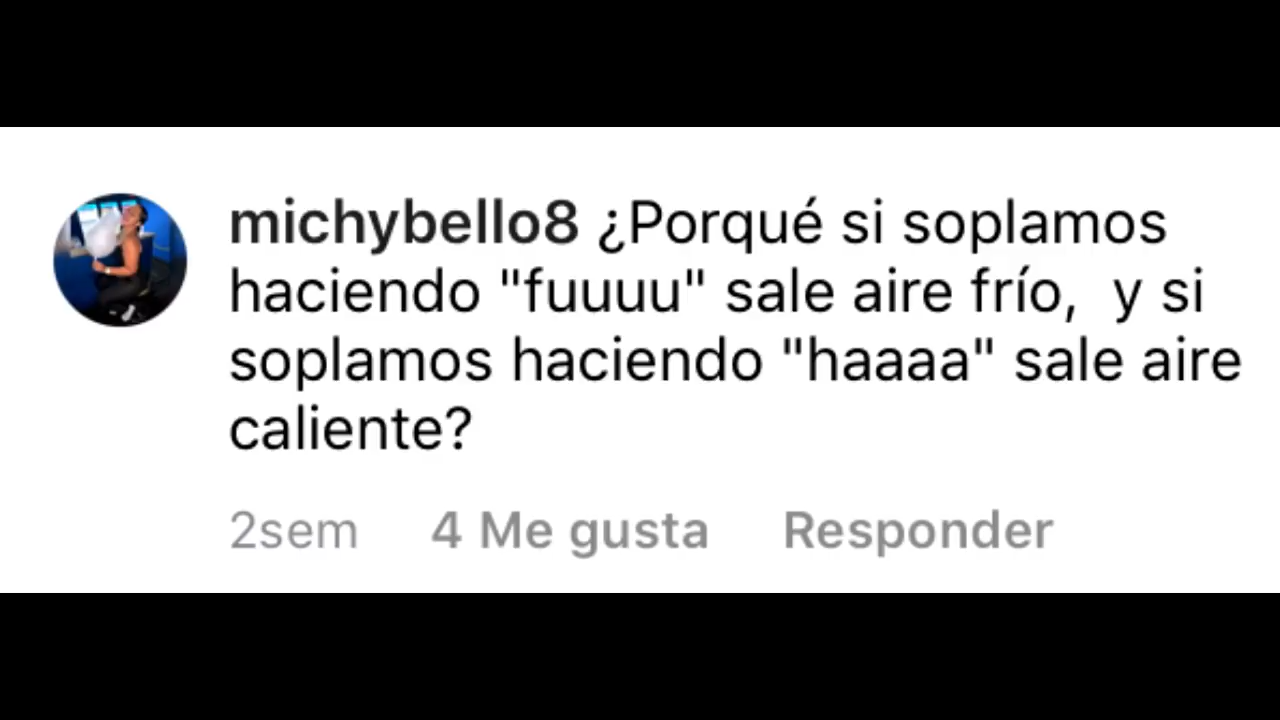 michybello8 ¿Porqué si soplamos
haciendo "fuuuu" sale aire frío,  y si
soplamos haciendo "haaaa" sale aire
caliente?
2sem 4 Me gusta Responder